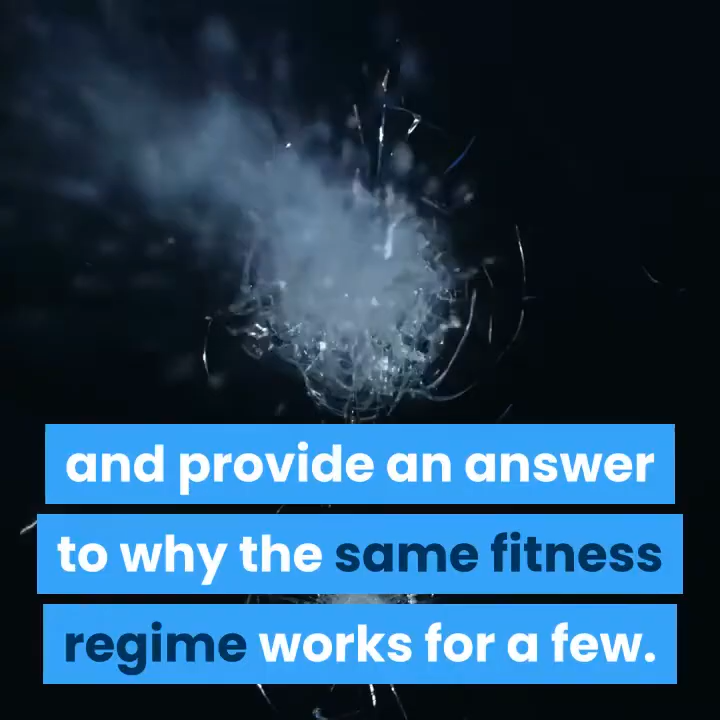 and provide an answer
to why the same fitness
regime works for a few.